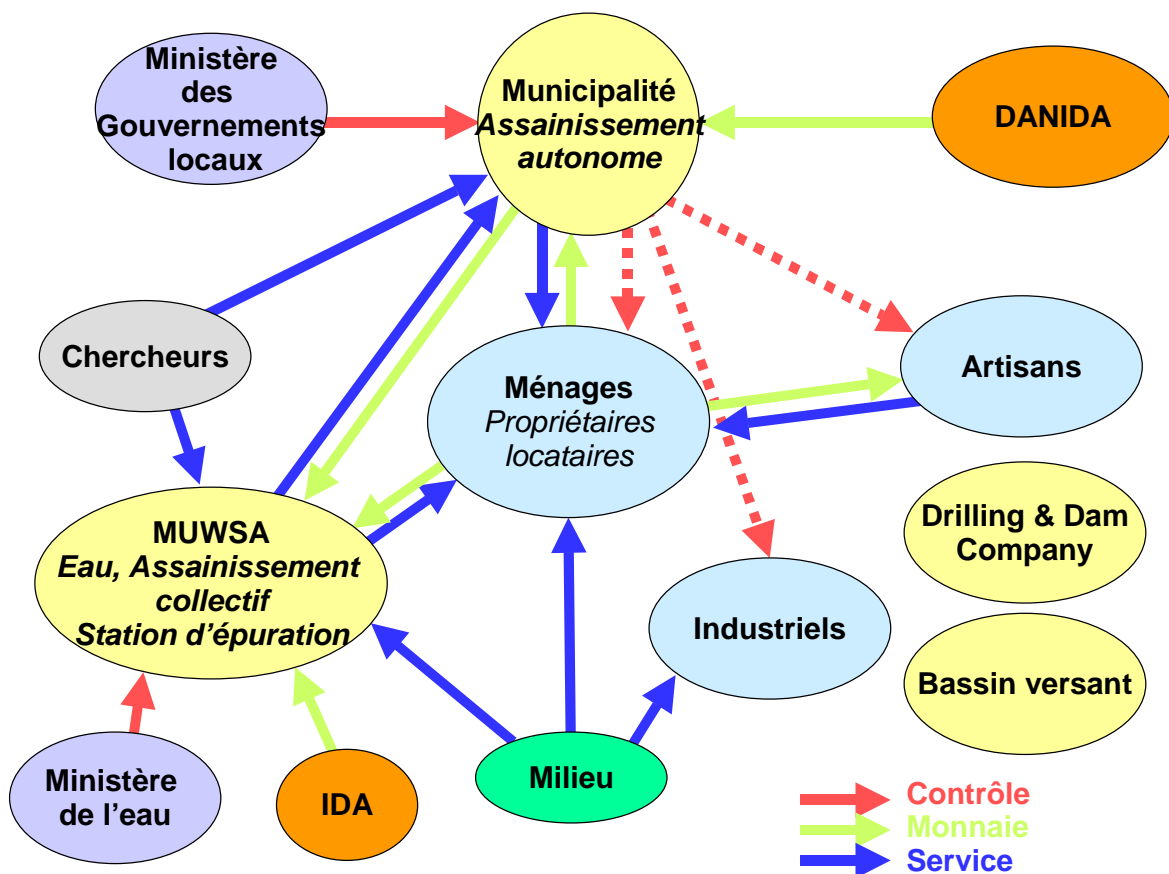 Ministère
des
Gouvernements
locaux
Municipalité
Assainissement
autonome
DANIDA
Chercheurs
Ménages
Propriétaires
locataires
Artisans
MUWSA
Eau, Assainissement
collectif
Station d'épuration
Drilling & Dam
Company
Industriels
Bassin versant
Ministère
de l'eau
IDA
Milieu
Contrôle
Monnaie
Service